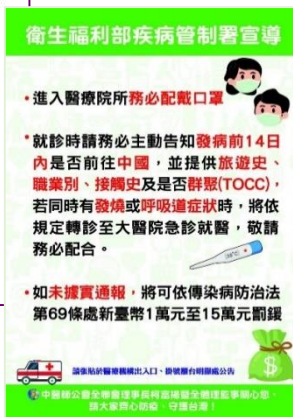 衛生福利部疾病管制署宣導
•進入醫療院所務必配戴口罩
•就診時請務必主動告知發病前14日
內是否前往中國，並提供旅遊史、
職業別、接觸史及是否群聚(TOCC)，
若同時有發燒或呼吸道症狀時，將依
規定轉診至大醫院急診就醫，敬請
務必配合。
•如未據實通報，將可依傳染病防治法
第69條處新臺幣1萬元至15萬元罰鍰
請張貼於醫療機構出入口、掛號櫃台明顯處公告
請大家齊心防疫，守護台灣！